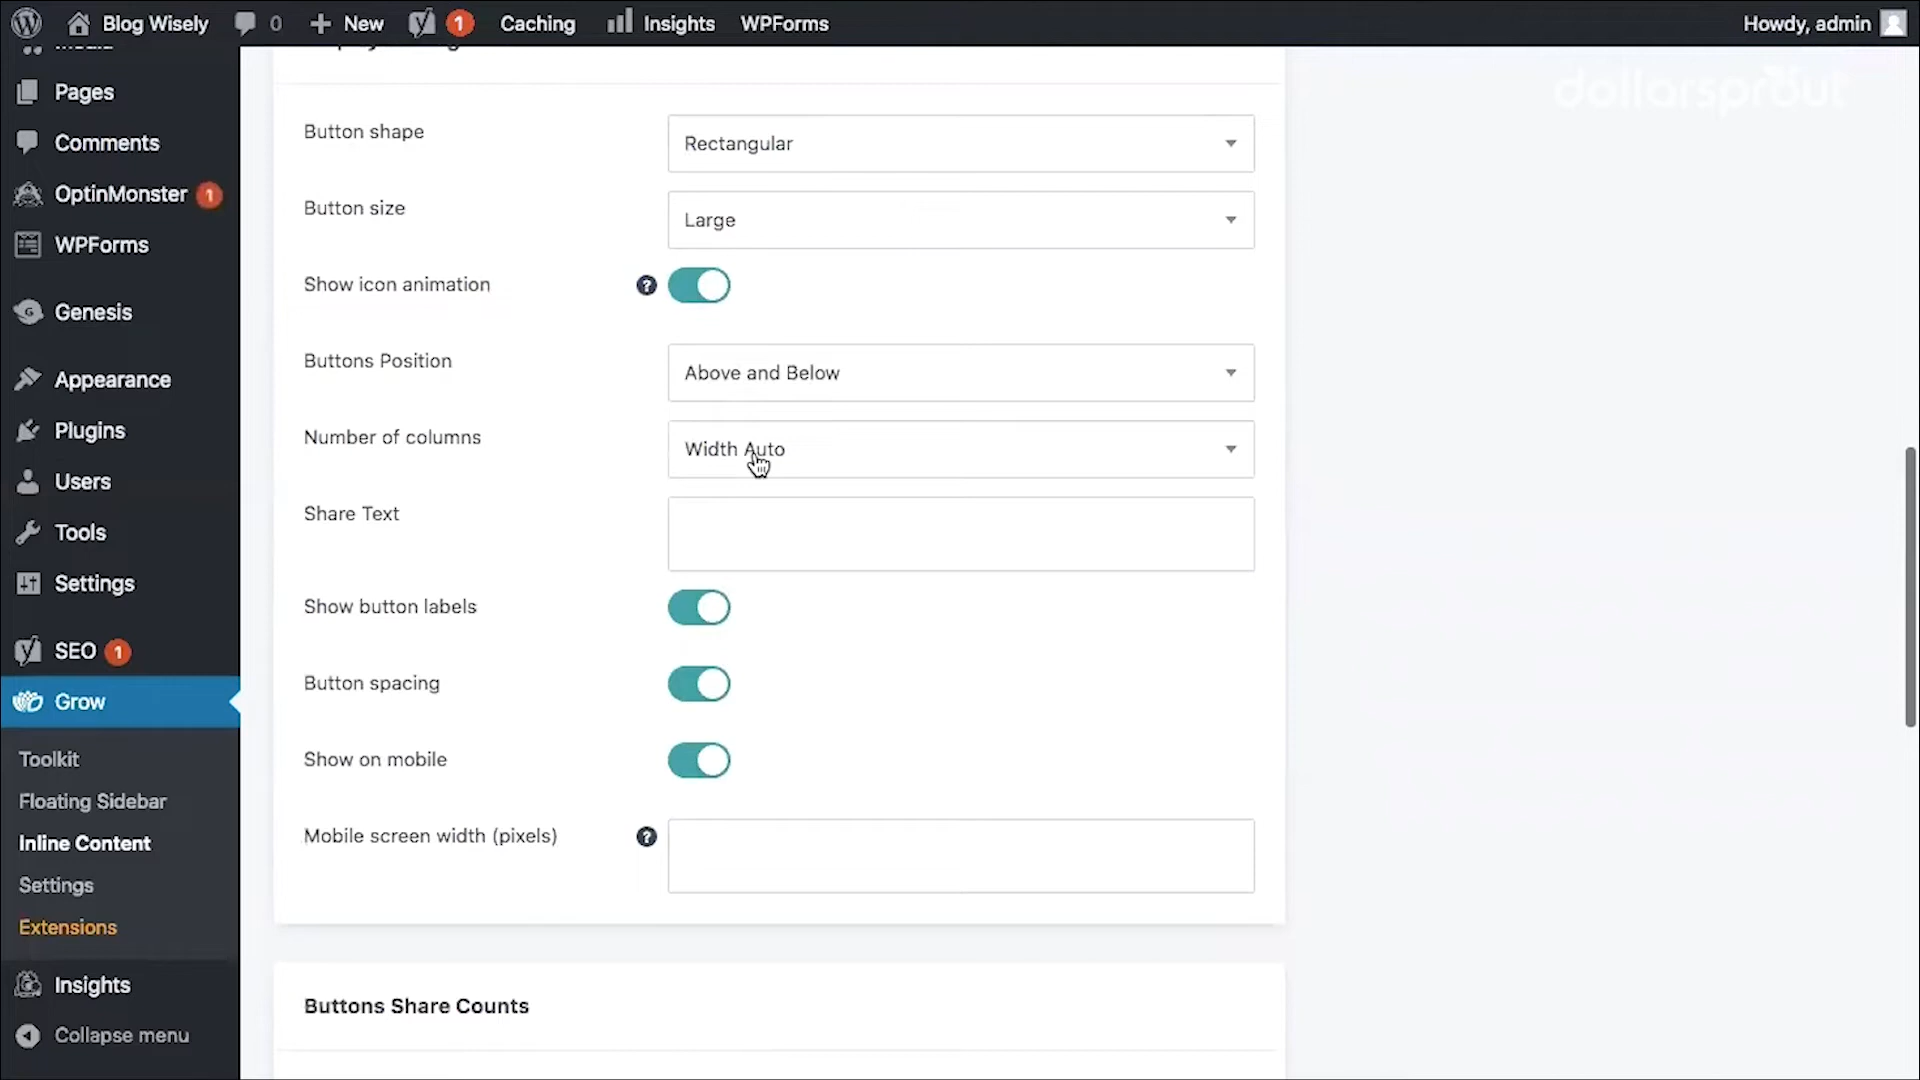 Blog Wisely 0 New 1 Caching Insights WPForms Howdy, admin
dollarsprout
Pages
Comments
OptinMonster 1
WPForms
Genesis
Appearance
Plugins
Users
Tools
Settings
SEO 1
Grow
Toolkit
Floating Sidebar
Inline Content
Settings
Extensions
Insights
Collapse menu
Button shape
Rectangular
Button size
Large
Show icon animation ?
Buttons Position
Above and Below
Number of columns
Width Auto
Share Text
Show button labels
Button spacing
Show on mobile
Mobile screen width (pixels) ?
Buttons Share Counts